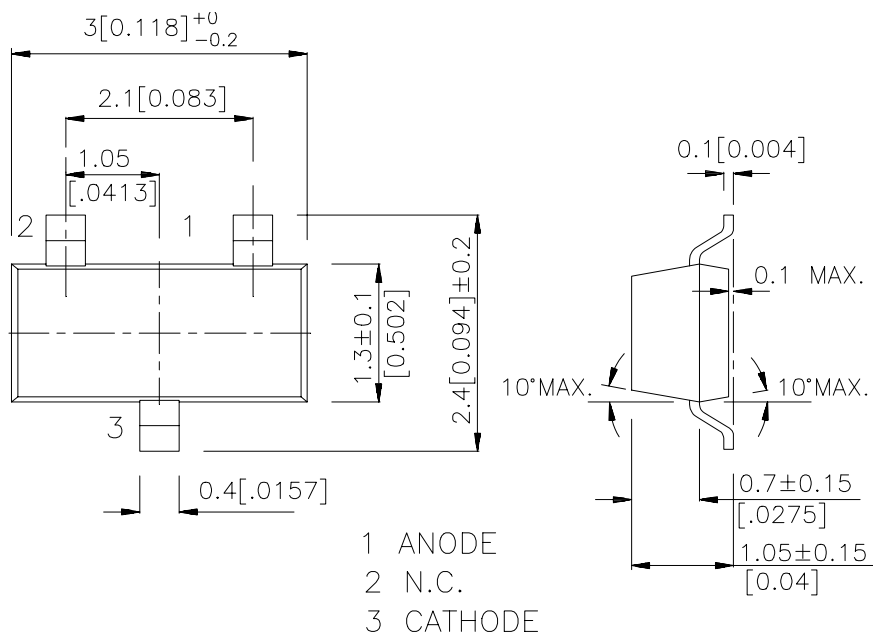 3[0.118]+0 -0.2
2.1[0.083]
1.05
[.0413]
0.1[0.004]
2
1
1.3±0.1
[0.502]
2.4[0.094]±0.2
0.1 MAX.
10°MAX.
10°MAX.
3
0.4[.0157]
0.7±0.15
[.0275]
1.05±0.15
[0.04]
1 ANODE
2 N.C.
3 CATHODE